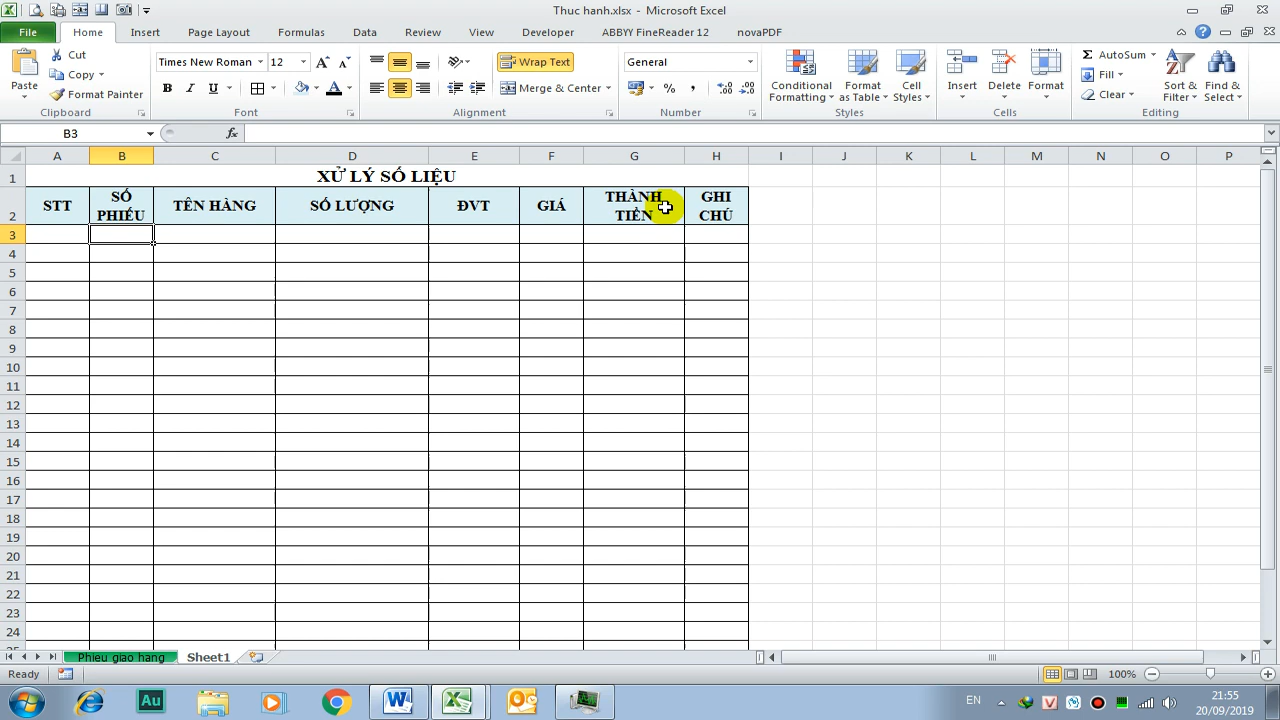 Thuc hanh.xlsx - Microsoft Excel
File Home Insert Page Layout Formulas Data Review View Developer ABBYY FineReader 12 novaPDF
Paste
Cut
Copy
Format Painter
Clipboard
Times New Roman 12
B I U A
Font
Wrap Text
Merge & Center
Alignment
General
% ,
Number
Conditional Formatting
Format as Table
Cell Styles
Styles
Insert Delete Format
Cells
AutoSum
Fill
Clear
Sort & Filter
Find & Select
Editing
B3 fx
A B C D E F G H I J K L M N O P
1 XỬ LÝ SỐ LIỆU
2 STT SỐ PHIẾU TÊN HÀNG SỐ LƯỢNG ĐVT GIÁ THÀNH TIỀN GHI CHÚ
3
4
5
6
7
8
9
10
11
12
13
14
15
16
17
18
19
20
21
22
23
24
Phieu giao hang Sheet1
Ready 100%
Au EN 21:55
20/09/2019